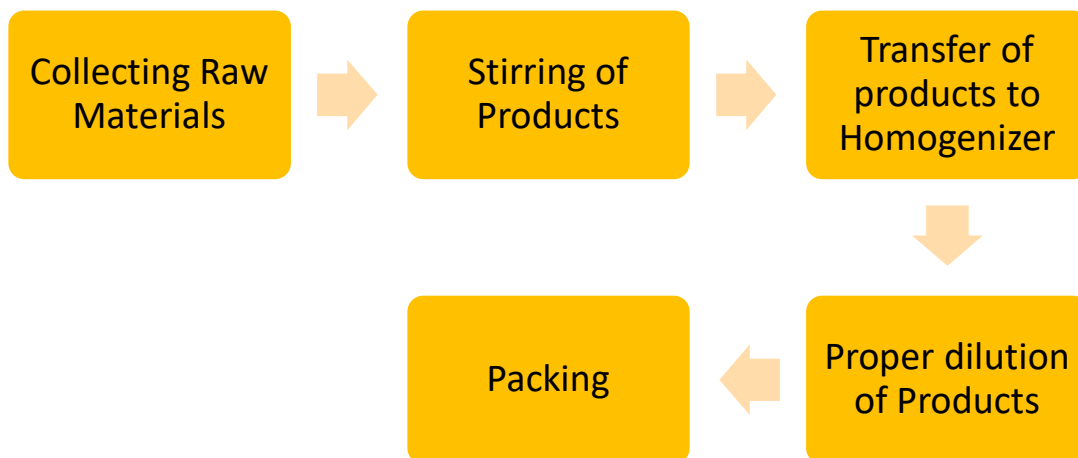 Collecting Raw
Materials
Stirring of
Products
Transfer of
products to
Homogenizer
Proper dilution
of Products
Packing